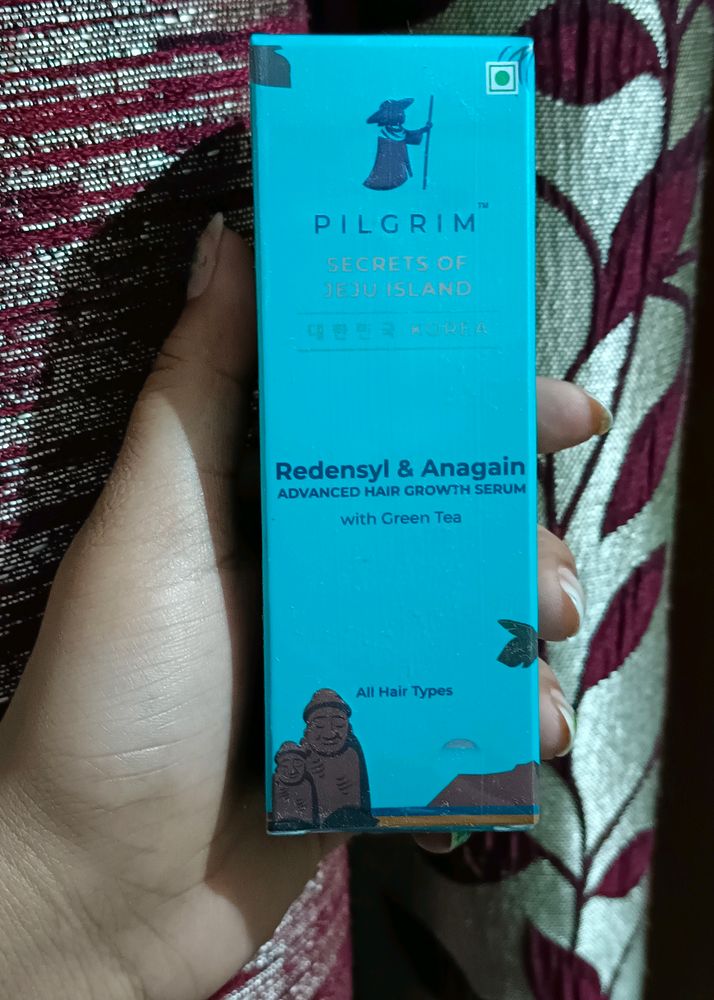 PILGRIM™
SECRETS OF
JEJU ISLAND
대한민국 KOREA
Redensyl & Anagain
ADVANCED HAIR GROWTH SERUM
with Green Tea
All Hair Types